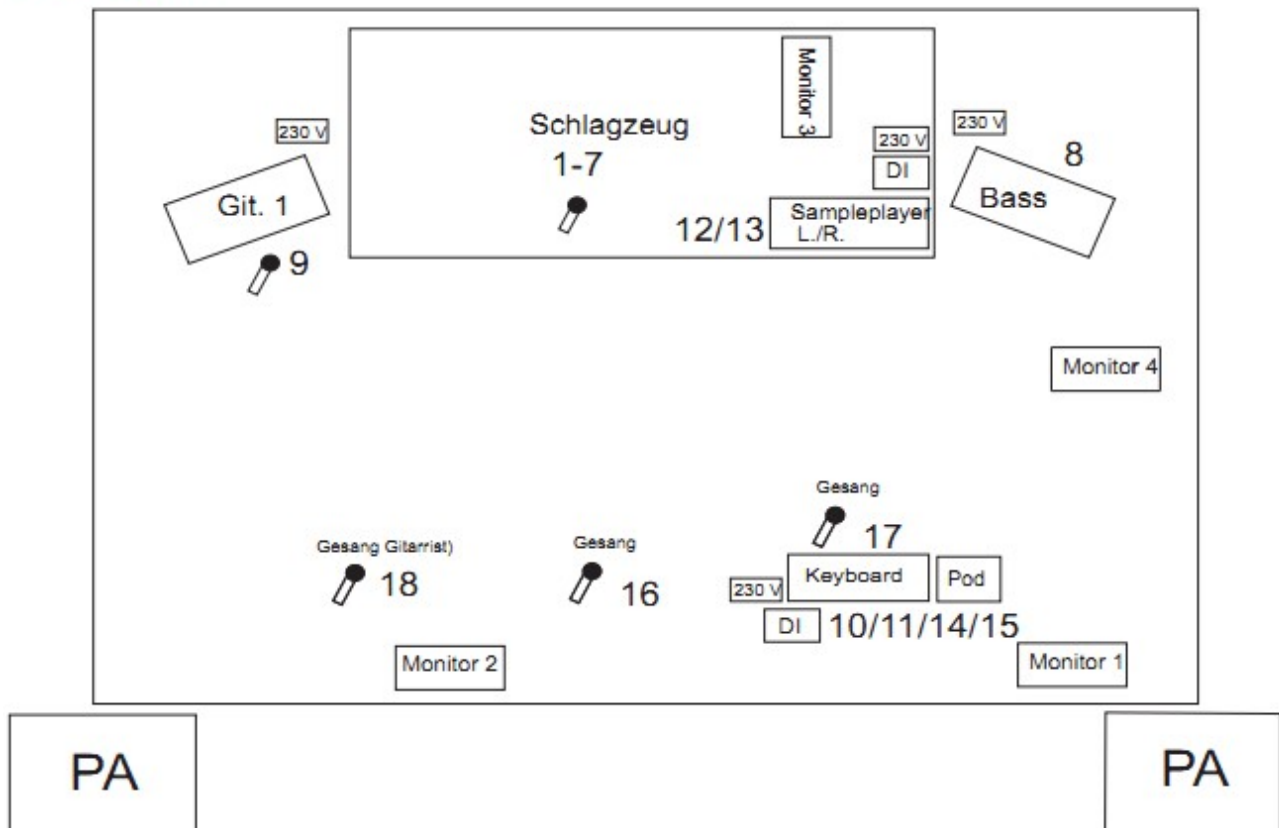 Monitor 3
230 V
Schlagzeug
230 V
230 V
8
1-7
DI
Git. 1
Bass
12/13
Sampleplayer
L./R.
9
Monitor 4
Gesang
17
Gesang Gitarrist)
Gesang
18
16
230 V
Keyboard
Pod
DI
10/11/14/15
Monitor 2
Monitor 1
PA
PA